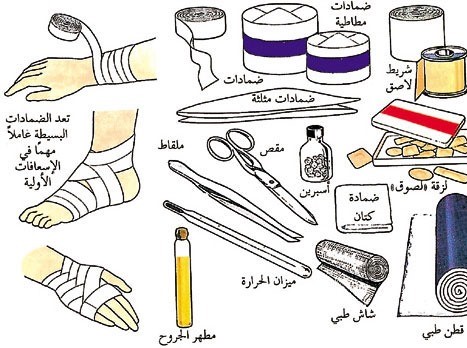 ضمادات
مطاطية
ضمادات
شريط
لاصق
ضمادات مثلثة
تعد الضمادات
البسيطة عاملاً
مهمًا في
الإسعافات
الأولية
ملقاط
مقص
أسبرين
لزقة «لصوق»
ضمادة
كتان
ميزان الحرارة
شاش طبي
قطن طبي
مطهر الجروح